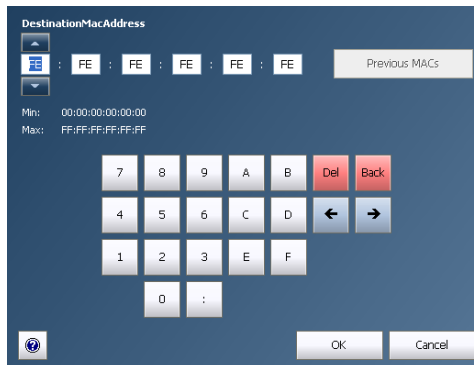 DestinationMacAddress
FE : FE : FE : FE : FE : FE
Previous MACs
Min: 00:00:00:00:00:00
Max: FF:FF:FF:FF:FF:FF
7 8 9 A B Del Back
4 5 6 C D ← →
1 2 3 E F
0 :
? OK Cancel